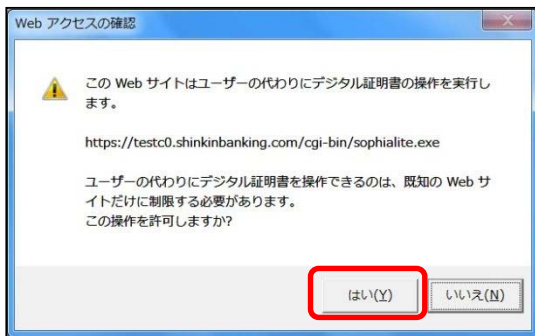 Web アクセスの確認
この Web サイトはユーザーの代わりにデジタル証明書の操作を実行し
ます。
https://testc0.shinkinbanking.com/cgi-bin/sophialite.exe
ユーザーの代わりにデジタル証明書を操作できるのは、既知の Web サ
イトだけに制限する必要があります。
この操作を許可しますか?
はい(Y) いいえ(N)